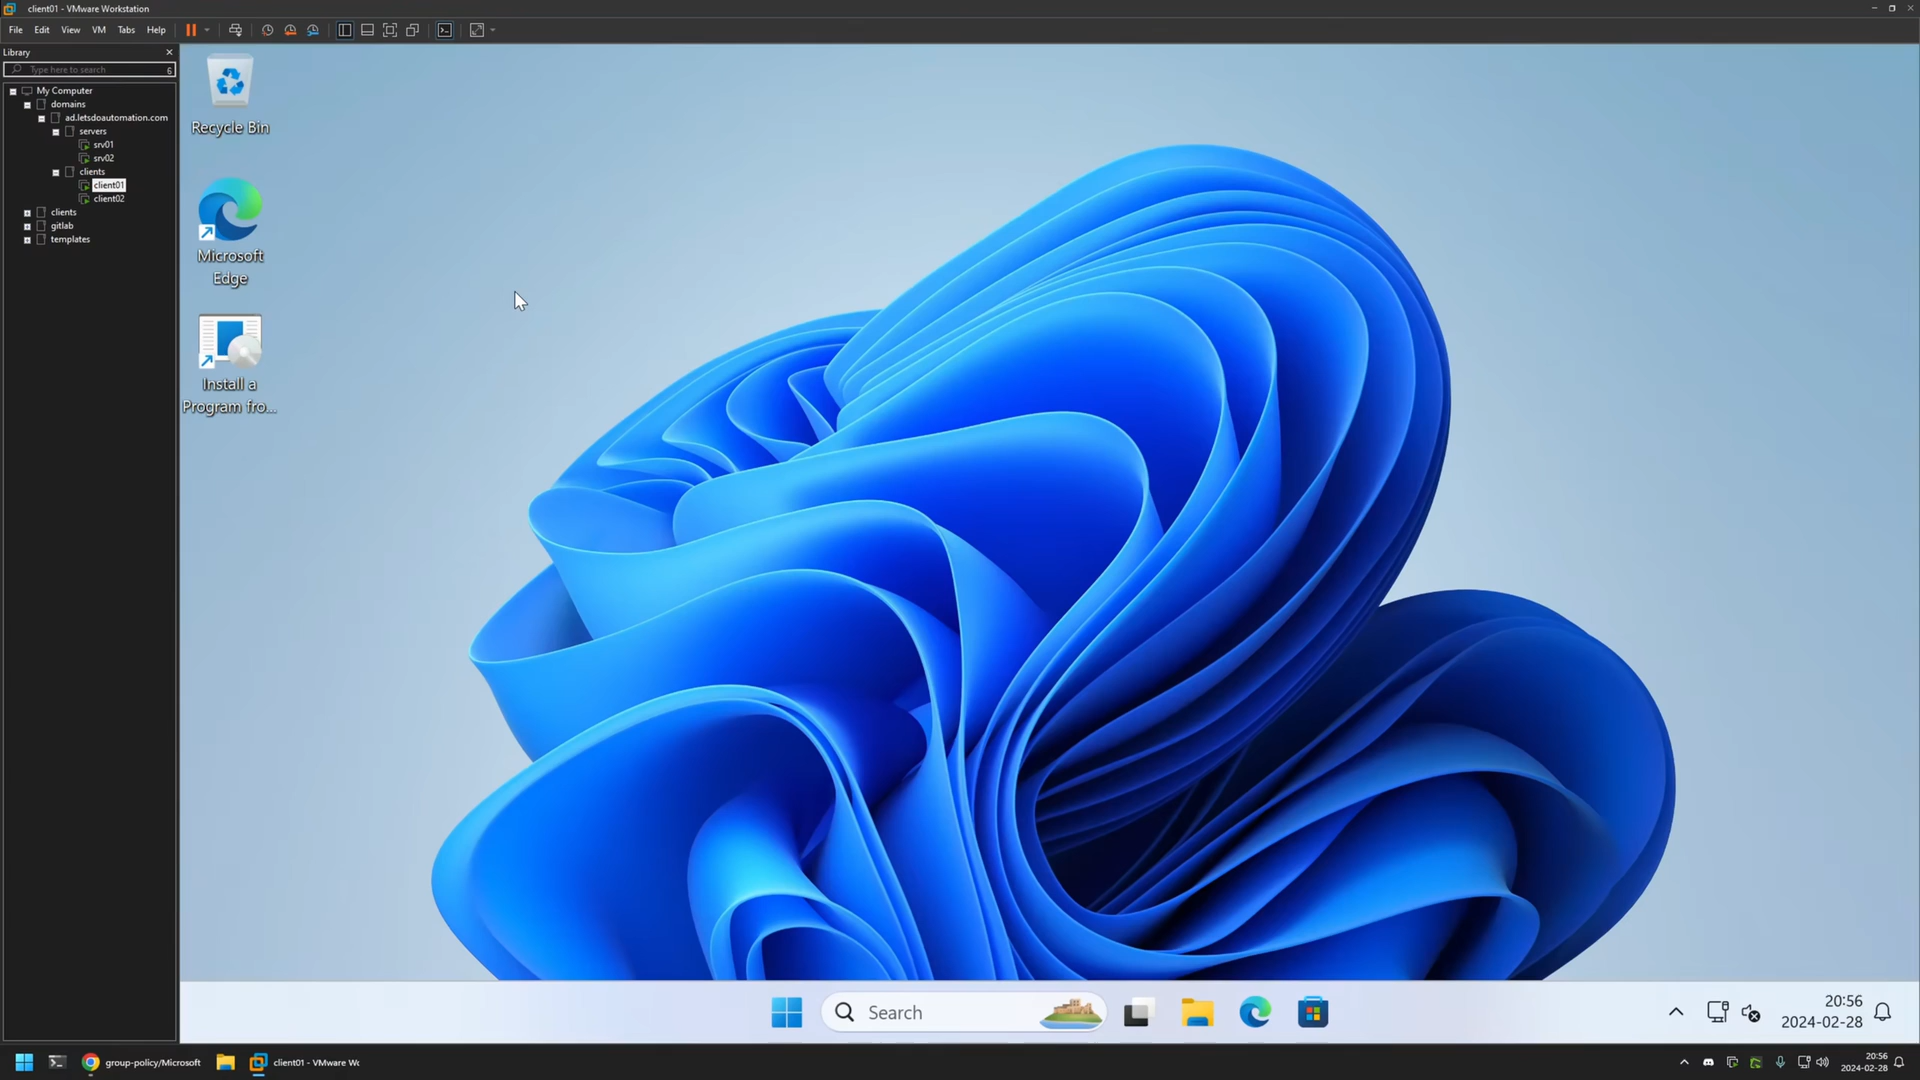 client01 - VMware Workstation
File Edit View VM Tabs Help
Library
Type here to search
My Computer
domains
ad.letsdoautomation.com
servers
srv01
srv02
clients
client01
client02
clients
gitlab
templates
Recycle Bin
Microsoft
Edge
Install a
Program fro...
Search
20:56
2024-02-28
group-policy/Microsoft
client01 - VMware Wc
20:56
2024-02-28